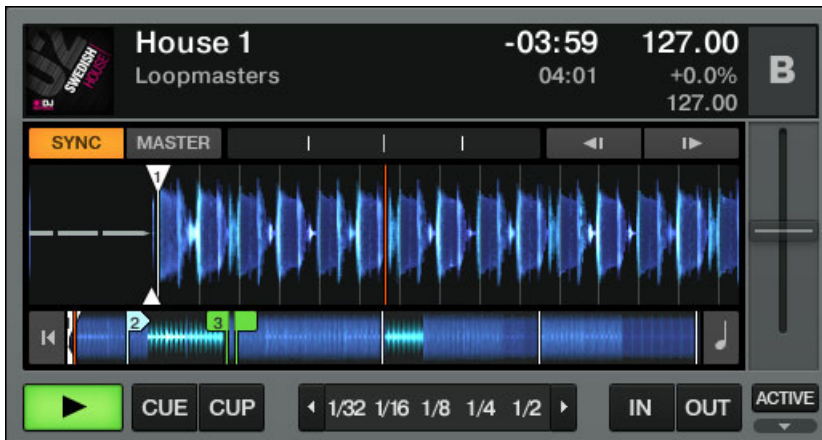 House 1
-03:59
127.00
B
Loopmasters
04:01
+0.0%
127.00
SWEDISH
HOUSE
DJ
SYNC
MASTER
1
2
3
CUE
CUP
1/32 1/16 1/8 1/4 1/2
IN
OUT
ACTIVE